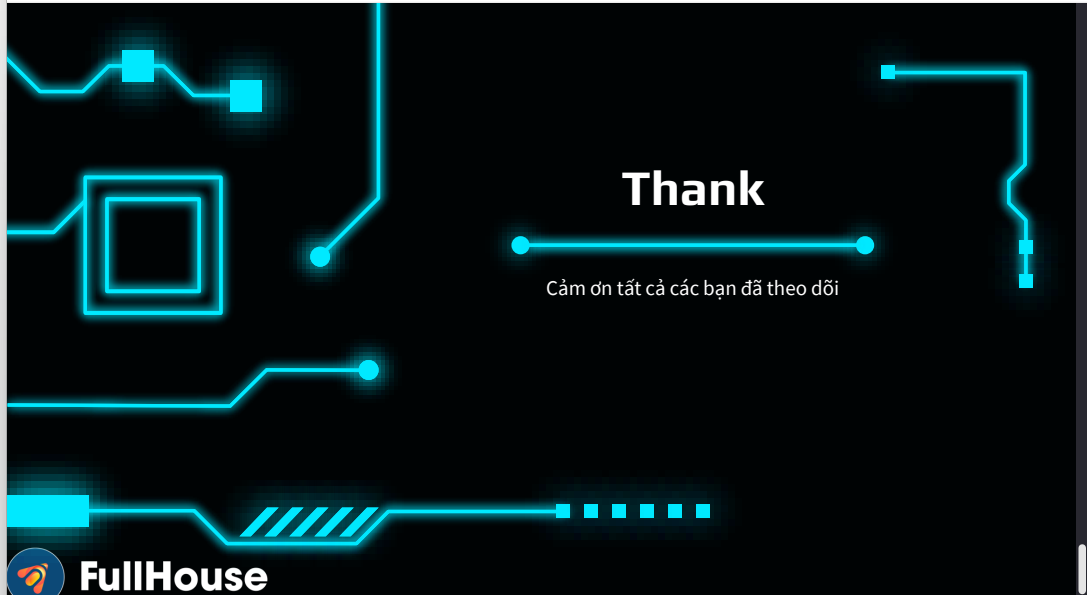 Thank
Cảm ơn tất cả các bạn đã theo dõi
FullHouse